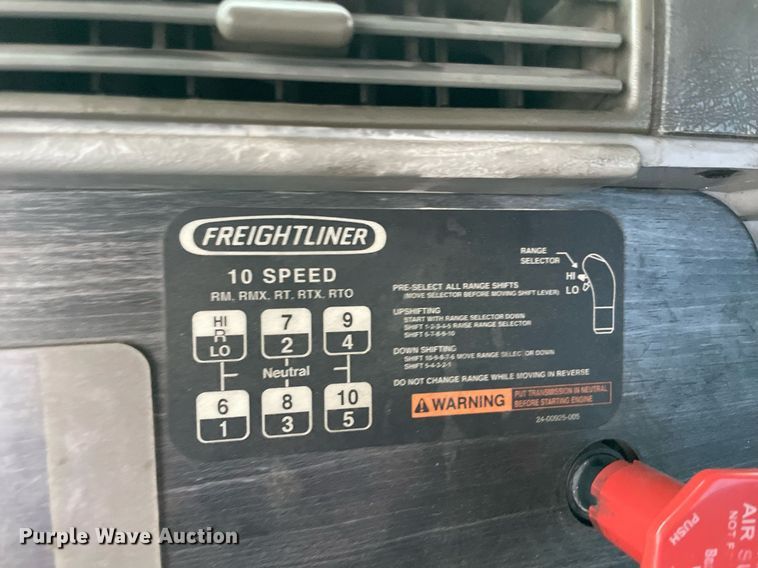 FREIGHTLINER
10 SPEED
RM, RMX, RT, RTX, RTO
HI
R
LO
7
2
9
4
Neutral
6
1
8
3
10
5
RANGE
SELECTOR
HI
LO
PRE-SELECT ALL RANGE SHIFTS
(MOVE SELECTOR BEFORE MOVING SHIFT LEVER)
UPSHIFTING
START WITH RANGE SELECTOR DOWN
SHIFT 1-2-3-4-5 RAISE RANGE SELECTOR
SHIFT 6-7-8-9-10
DOWN SHIFTING
SHIFT 10-9-8-7-6 MOVE RANGE SELECTOR DOWN
SHIFT 5-4-3-2-1
DO NOT CHANGE RANGE WHILE MOVING IN REVERSE
WARNING
PUT TRANSMISSION IN NEUTRAL
BEFORE STARTING ENGINE
24-00925-005
PUSH
AIR
NOT
Purple Wave Auction